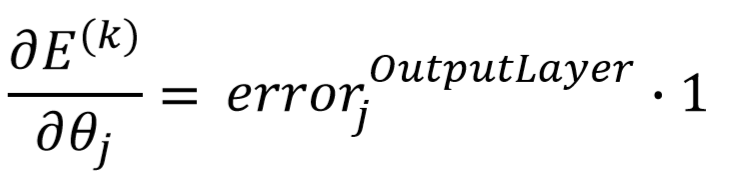 ∂E^(k)/∂θ_j = error_j^OutputLayer · 1